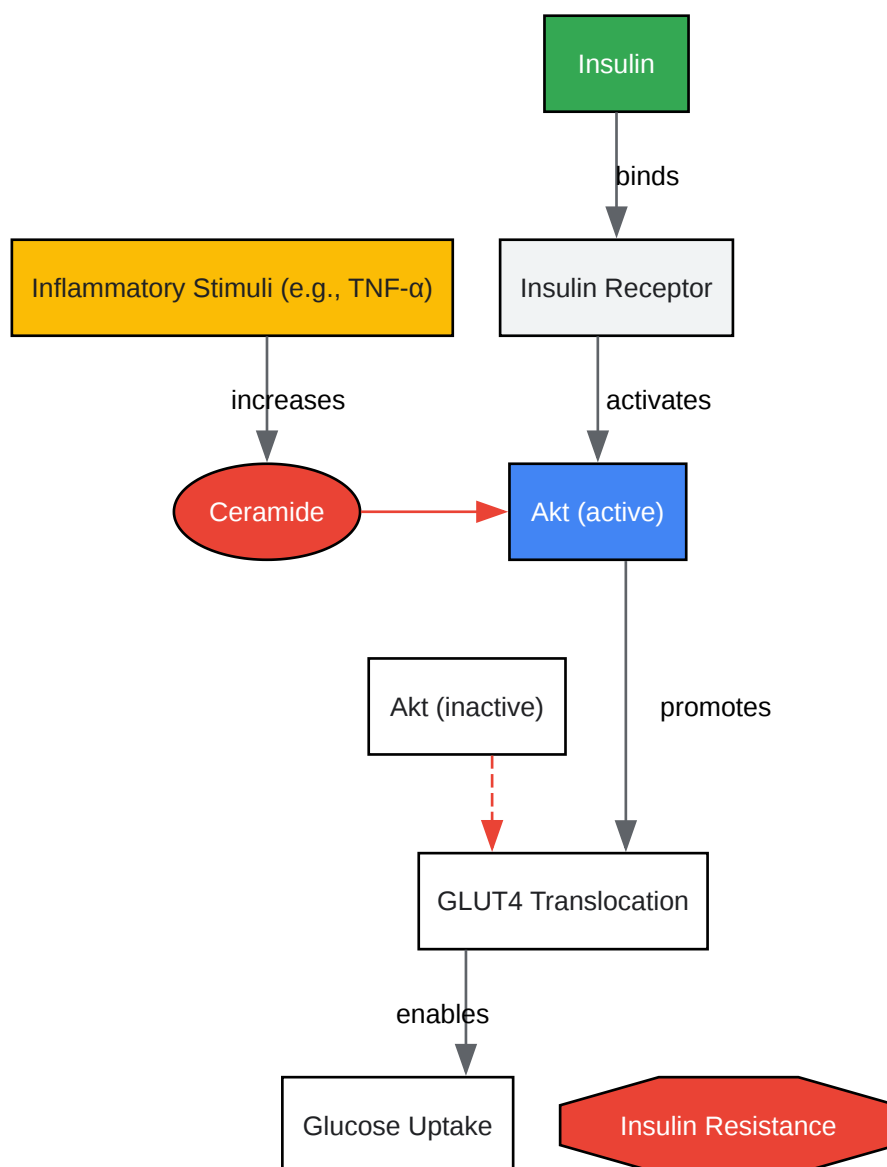 Insulin
binds
Inflammatory Stimuli (e.g., TNF-α)
Insulin Receptor
increases
activates
Ceramide
Akt (active)
Akt (inactive)
promotes
GLUT4 Translocation
enables
Glucose Uptake
Insulin Resistance